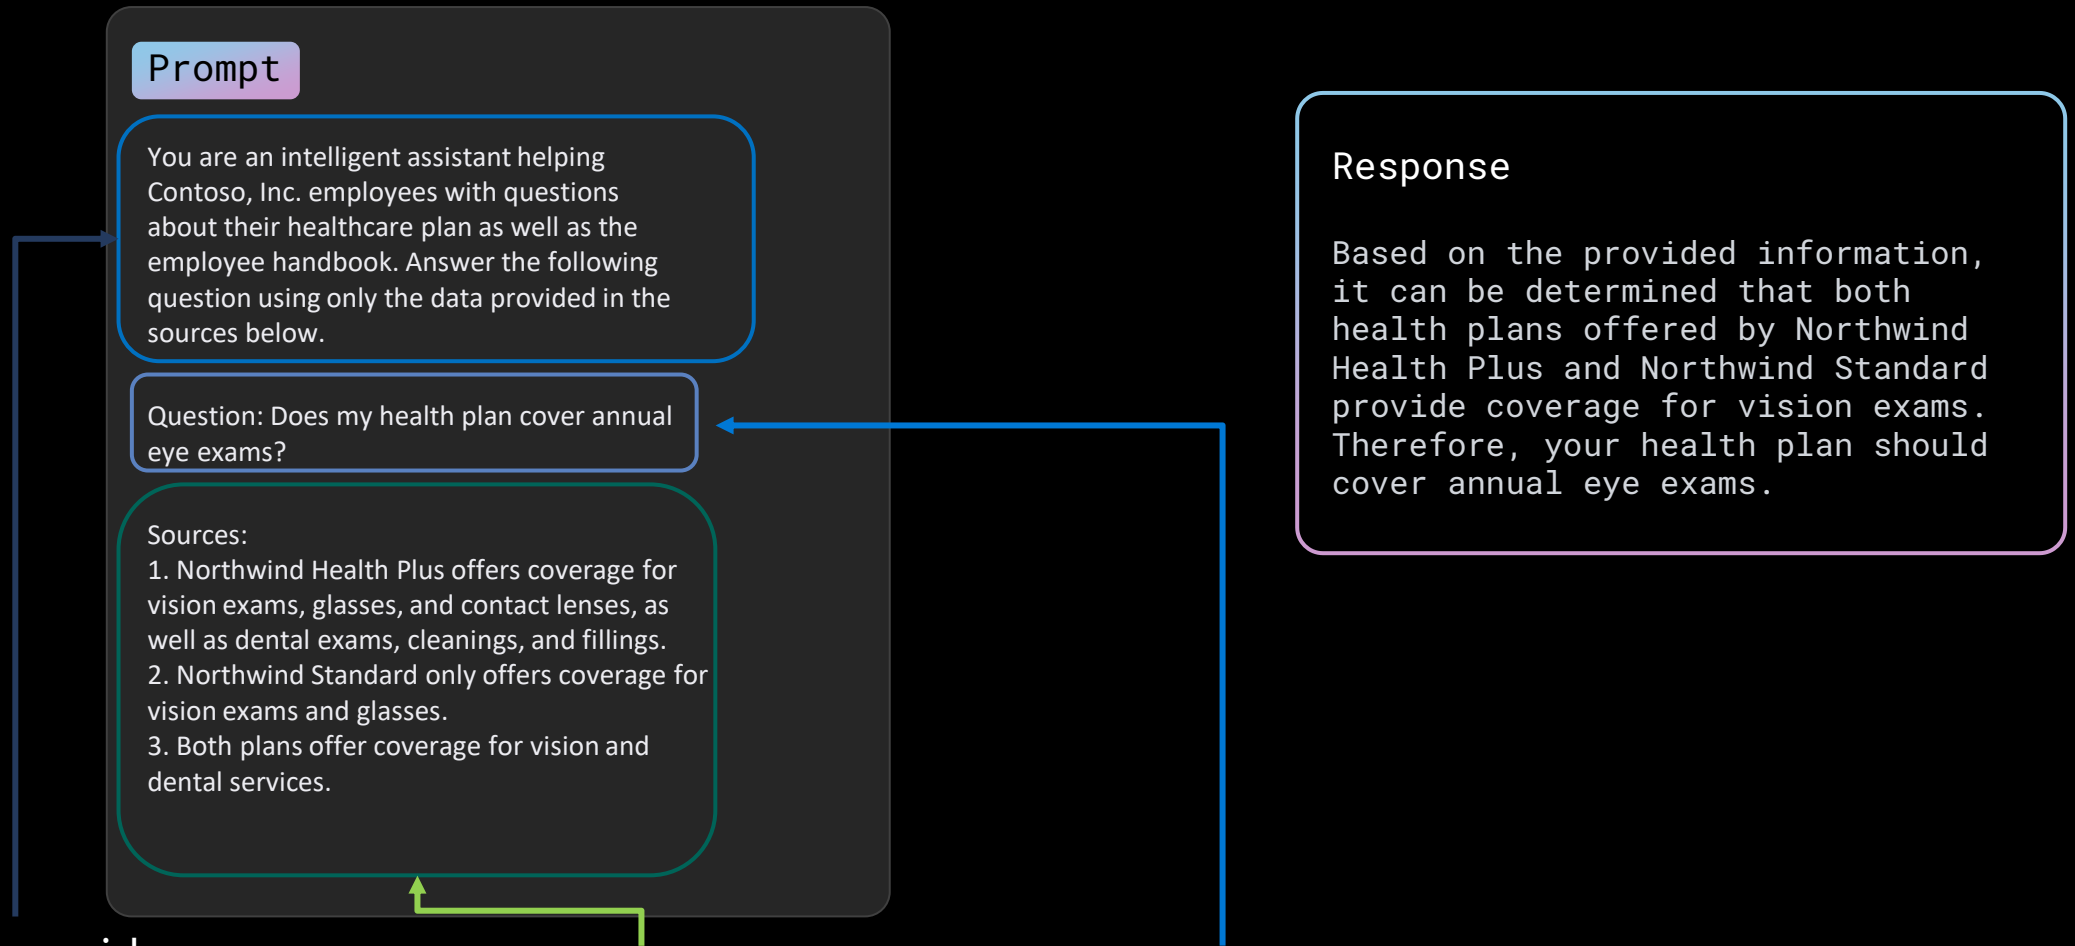 Prompt
You are an intelligent assistant helping
Contoso, Inc. employees with questions
about their healthcare plan as well as the
employee handbook. Answer the following
question using only the data provided in the
sources below.
Question: Does my health plan cover annual
eye exams?
Sources:
1. Northwind Health Plus offers coverage for
vision exams, glasses, and contact lenses, as
well as dental exams, cleanings, and fillings.
2. Northwind Standard only offers coverage for
vision exams and glasses.
3. Both plans offer coverage for vision and
dental services.
Response
Based on the provided information,
it can be determined that both
health plans offered by Northwind
Health Plus and Northwind Standard
provide coverage for vision exams.
Therefore, your health plan should
cover annual eye exams.